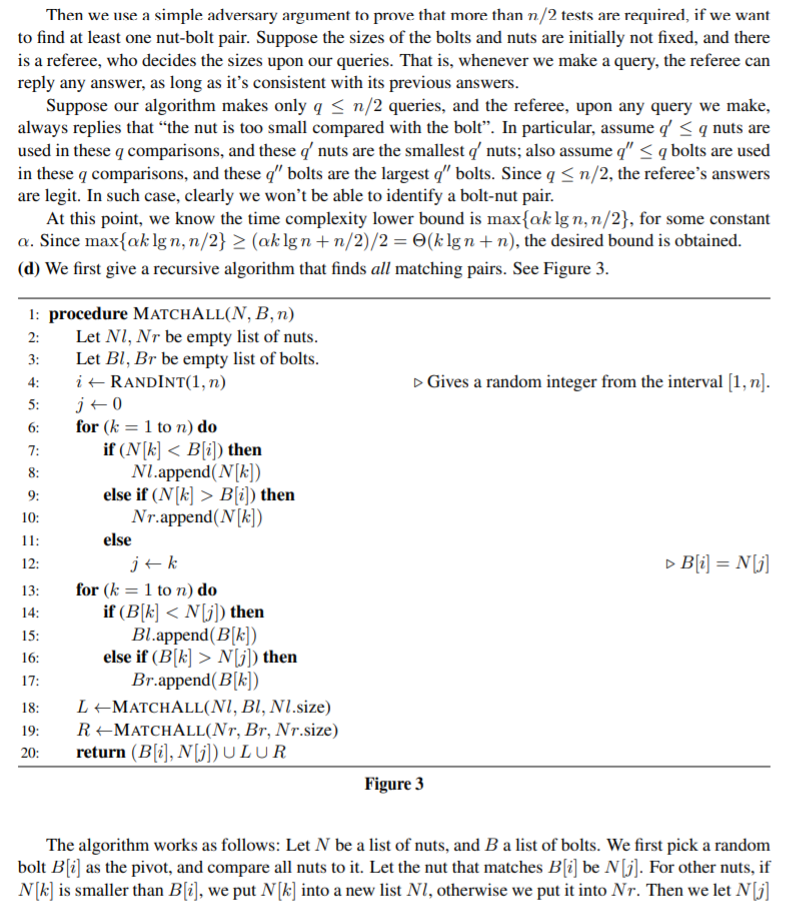 Then we use a simple adversary argument to prove that more than n/2 tests are required, if we want
to find at least one nut-bolt pair. Suppose the sizes of the bolts and nuts are initially not fixed, and there
is a referee, who decides the sizes upon our queries. That is, whenever we make a query, the referee can
reply any answer, as long as it's consistent with its previous answers.
Suppose our algorithm makes only q ≤ n/2 queries, and the referee, upon any query we make,
always replies that “the nut is too small compared with the bolt”. In particular, assume q′ ≤ q nuts are
used in these q comparisons, and these q′ nuts are the smallest q′ nuts; also assume q″ ≤ q bolts are used
in these q comparisons, and these q″ bolts are the largest q″ bolts. Since q ≤ n/2, the referee's answers
are legit. In such case, clearly we won't be able to identify a bolt-nut pair.
At this point, we know the time complexity lower bound is max{αk lg n, n/2}, for some constant
α. Since max{αk lg n, n/2} ≥ (αk lg n + n/2)/2 = Θ(k lg n + n), the desired bound is obtained.
(d) We first give a recursive algorithm that finds all matching pairs. See Figure 3.
1: procedure MATCHALL(N, B, n)
2: Let Nl, Nr be empty list of nuts.
3: Let Bl, Br be empty list of bolts.
4: i ← RANDINT(1, n) ▷ Gives a random integer from the interval [1, n].
5: j ← 0
6: for (k = 1 to n) do
7: if (N[k] < B[i]) then
8: Nl.append(N[k])
9: else if (N[k] > B[i]) then
10: Nr.append(N[k])
11: else
12: j ← k ▷ B[i] = N[j]
13: for (k = 1 to n) do
14: if (B[k] < N[j]) then
15: Bl.append(B[k])
16: else if (B[k] > N[j]) then
17: Br.append(B[k])
18: L ←MATCHALL(Nl, Bl, Nl.size)
19: R ←MATCHALL(Nr, Br, Nr.size)
20: return (B[i], N[j]) ∪ L ∪ R
Figure 3
The algorithm works as follows: Let N be a list of nuts, and B a list of bolts. We first pick a random
bolt B[i] as the pivot, and compare all nuts to it. Let the nut that matches B[i] be N[j]. For other nuts, if
N[k] is smaller than B[i], we put N[k] into a new list Nl, otherwise we put it into Nr. Then we let N[j]